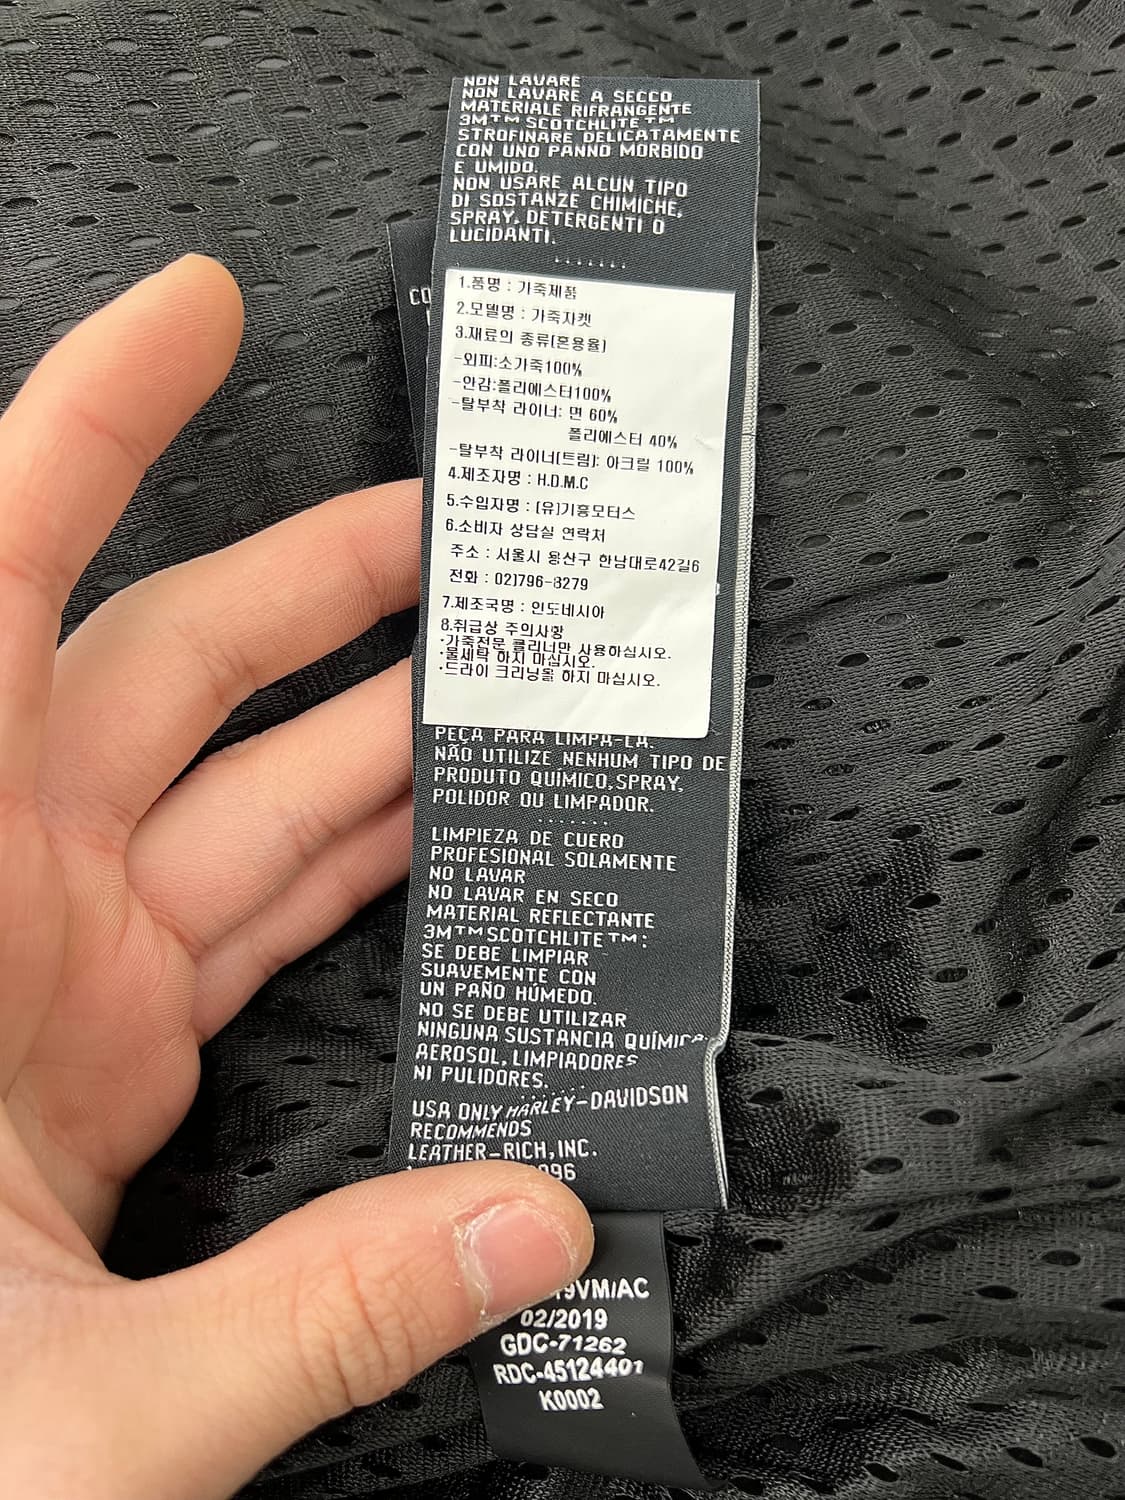 NON LAVARE
NON LAVARE A SECCO
MATERIALE RIFRANGENTE
3M™ SCOTCHLITE™
STROFINARE DELICATAMENTE
CON UNO PANNO MORBIDO
E UMIDO.
NON USARE ALCUN TIPO
DI SOSTANZE CHIMICHE,
SPRAY, DETERGENTI O
LUCIDANTI.
.......
CO
1.품명 : 가죽제품
2.모델명 : 가죽자켓
3.재료의 종류(혼용율)
-외피:소가죽100%
-안감:폴리에스터100%
-탈부착 라이너: 면 60%
폴리에스터 40%
-탈부착 라이너(트림): 아크릴 100%
4.제조자명 : H.D.M.C
5.수입자명 : (유)기흥모터스
6.소비자 상담실 연락처
주소 : 서울시 용산구 한남대로42길6
전화 : 02)796-8279
7.제조국명 : 인도네시아
8.취급상 주의사항
·가죽전문 클리너만 사용하십시오.
·물세탁 하지 마십시오.
·드라이 크리닝을 하지 마십시오.
PEÇA PARA LIMPA-LA.
NÃO UTILIZE NENHUM TIPO DE
PRODUTO QUÍMICO,SPRAY,
POLIDOR OU LIMPADOR.
.......
LIMPIEZA DE CUERO
PROFESIONAL SOLAMENTE
NO LAVAR
NO LAVAR EN SECO
MATERIAL REFLECTANTE
3M™SCOTCHLITE™:
SE DEBE LIMPIAR
SUAVEMENTE CON
UN PAÑO HÚMEDO.
NO SE DEBE UTILIZAR
NINGUNA SUSTANCIA QUÍMICA,
AEROSOL, LIMPIADORES
NI PULIDORES.
.......
USA ONLY HARLEY-DAVIDSON
RECOMMENDS
LEATHER-RICH,INC.
096
19VM/AC
02/2019
GDC-71262
RDC-45124401
K0002